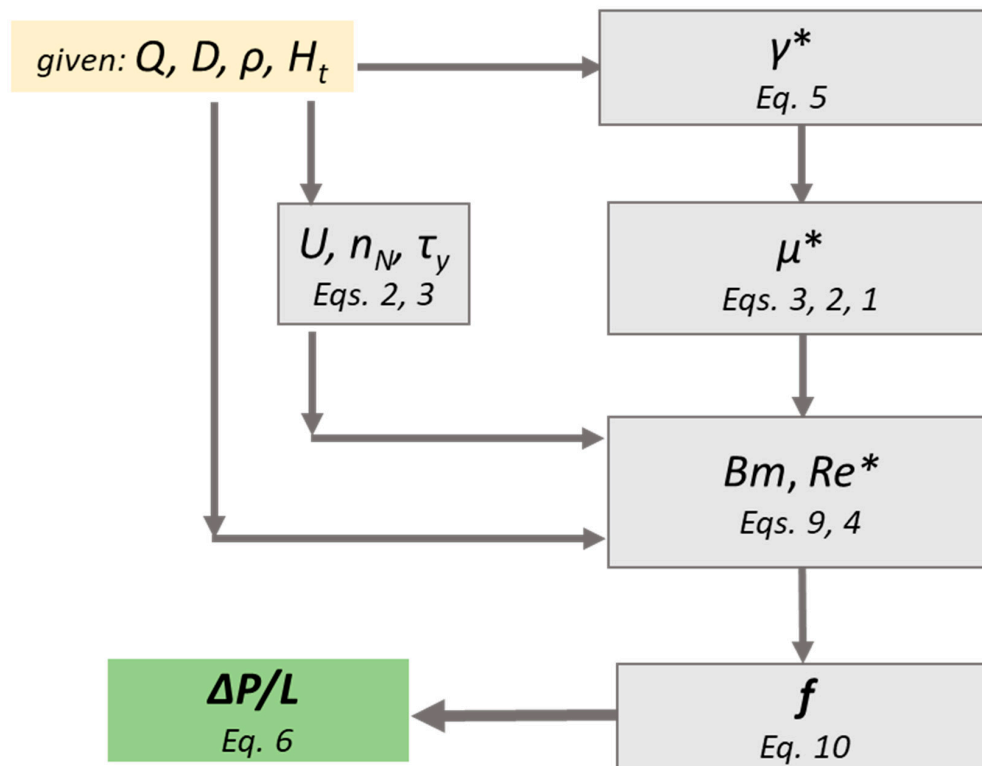 given: Q, D, ρ, Hₜ
γ*
Eq. 5
U, n_N, τ_y
Eqs. 2, 3
μ*
Eqs. 3, 2, 1
Bm, Re*
Eqs. 9, 4
ΔP/L
Eq. 6
f
Eq. 10